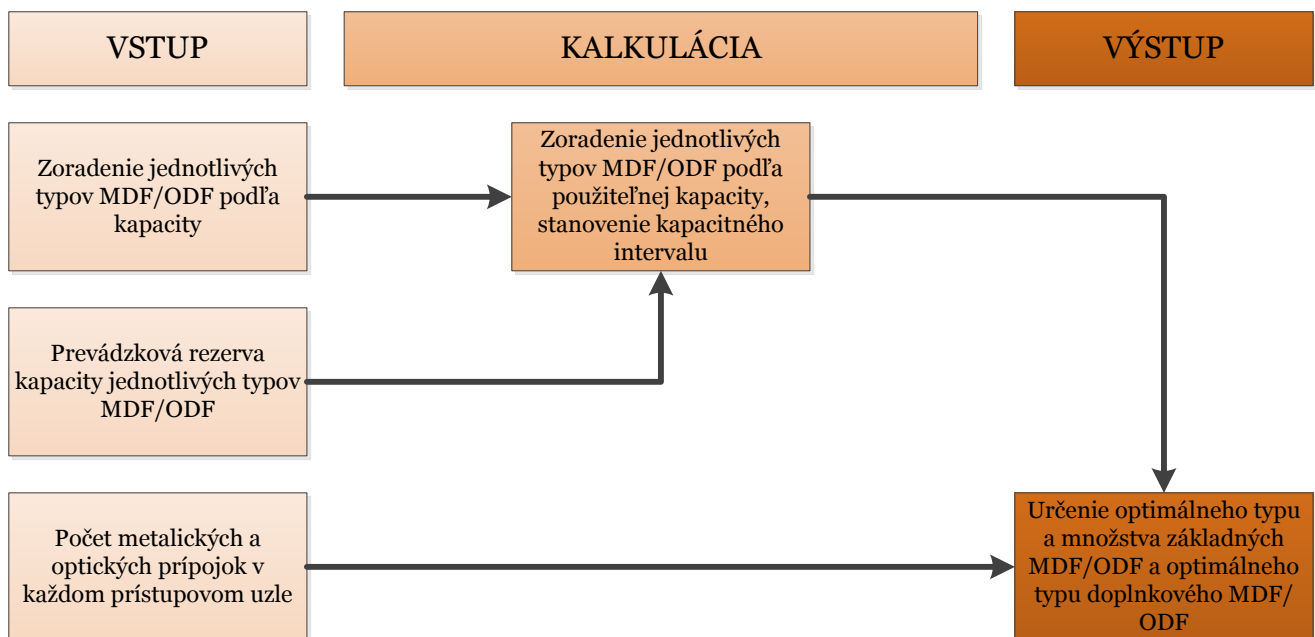 VSTUP
KALKULÁCIA
VÝSTUP
Zoradenie jednotlivých
typov MDF/ODF podľa
kapacity
Zoradenie jednotlivých
typov MDF/ODF podľa
použiteľnej kapacity,
stanovenie kapacitného
intervalu
Prevádzková rezerva
kapacity jednotlivých typov
MDF/ODF
Počet metalických a
optických prípojok v
každom prístupovom uzle
Určenie optimálneho typu
a množstva základných
MDF/ODF a optimálneho
typu doplnkového MDF/
ODF